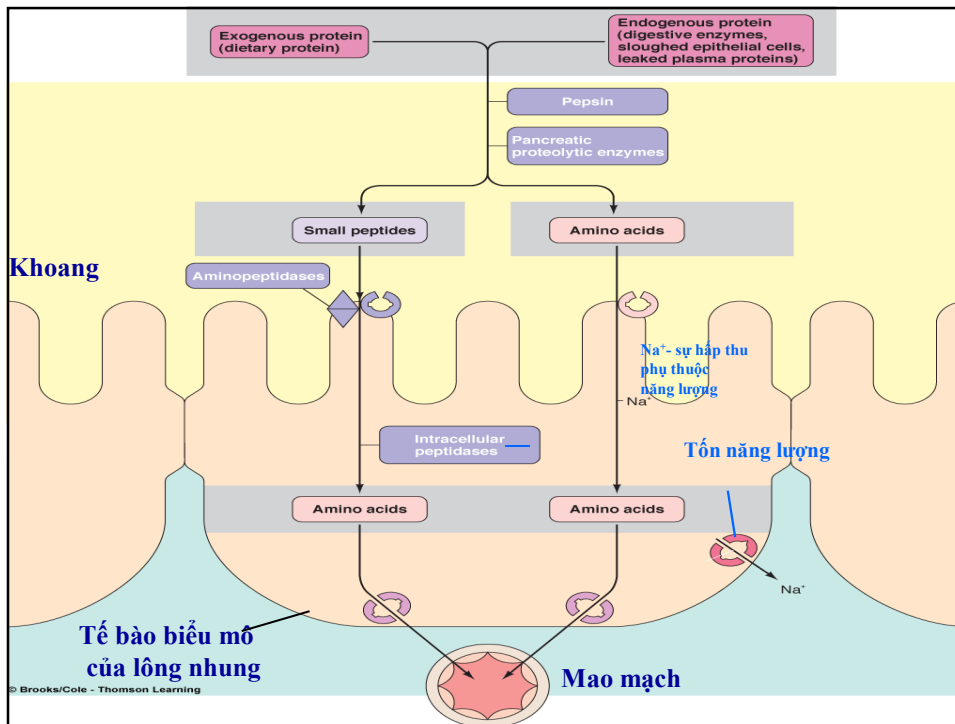 Exogenous protein
(dietary protein)
Endogenous protein
(digestive enzymes,
sloughed epithelial cells,
leaked plasma proteins)
Pepsin
Pancreatic
proteolytic enzymes
Small peptides
Amino acids
Khoang
Aminopeptidases
Na⁺- sự hấp thu
phụ thuộc
năng lượng
Na⁺
Intracellular
peptidases
Tốn năng lượng
Amino acids
Amino acids
Na⁺
Tế bào biểu mô
của lông nhung
Mao mạch
© Brooks/Cole - Thomson Learning